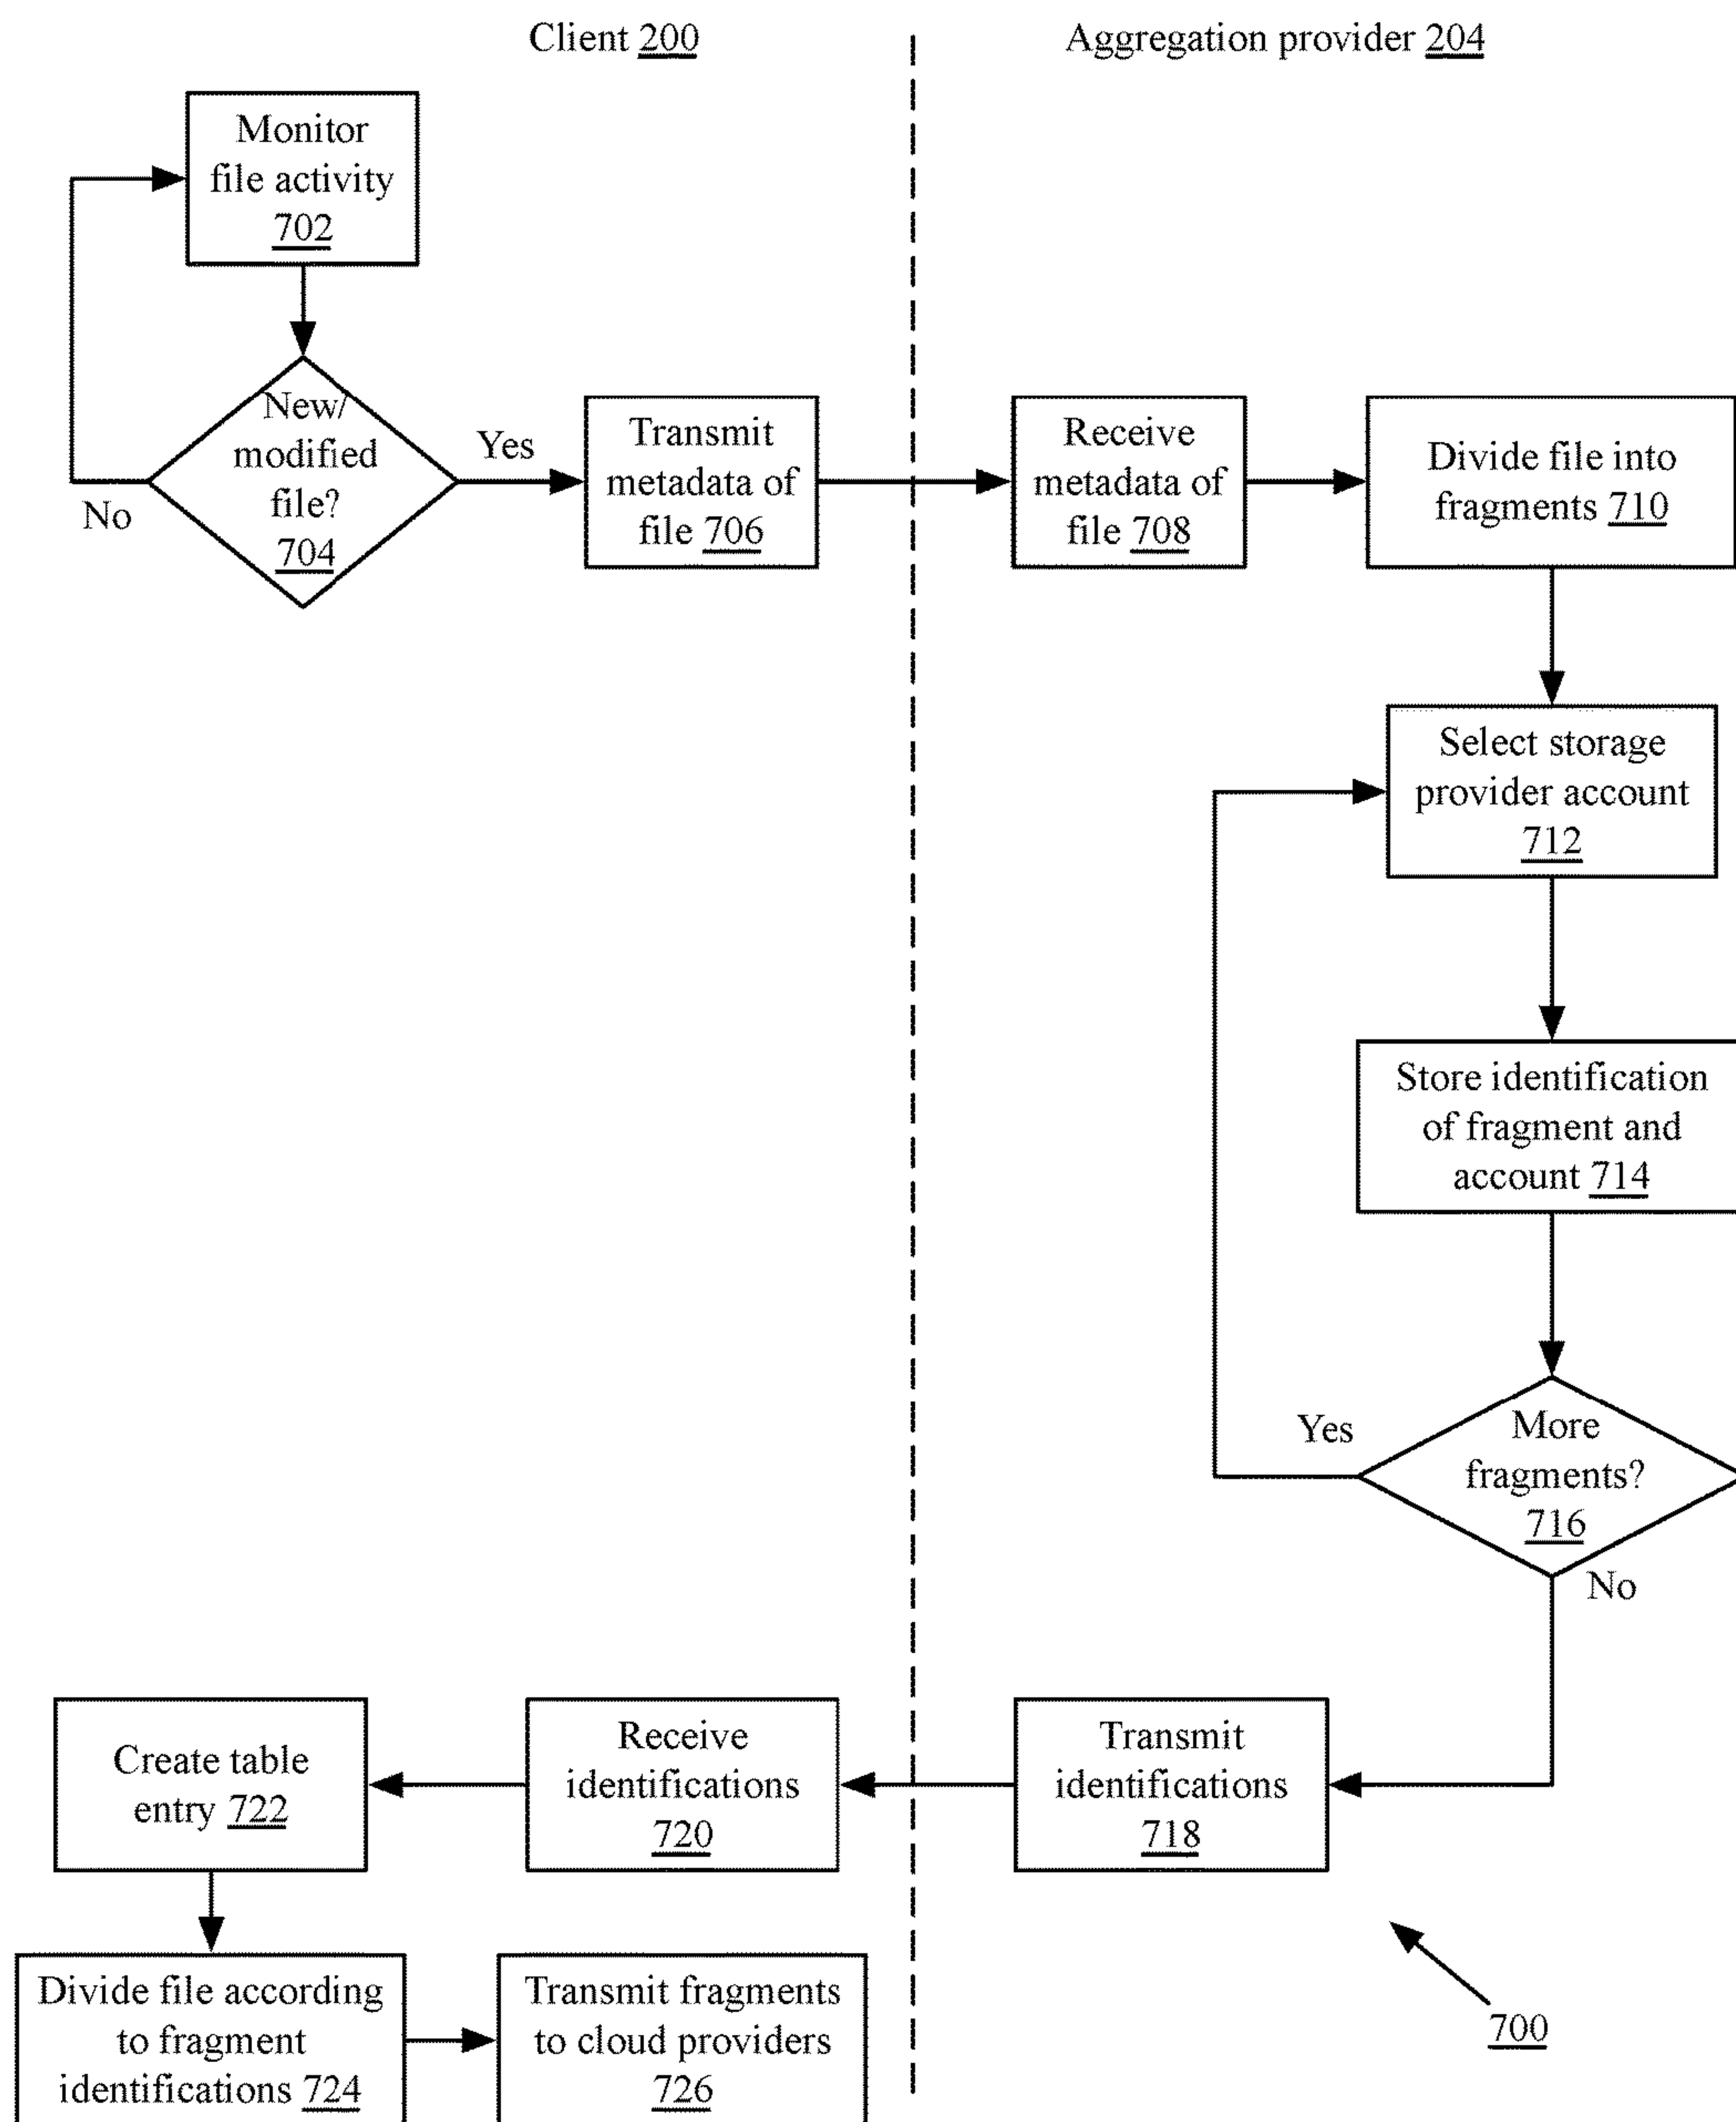 Client 200
Aggregation provider 204
Monitor
file activity
702
New/
modified
file?
704
Yes
No
Transmit
metadata of
file 706
Receive
metadata of
file 708
Divide file into
fragments 710
Select storage
provider account
712
Store identification
of fragment and
account 714
More
fragments?
716
Yes
No
Transmit
identifications
718
Receive
identifications
720
Create table
entry 722
Divide file according
to fragment
identifications 724
Transmit fragments
to cloud providers
726
700